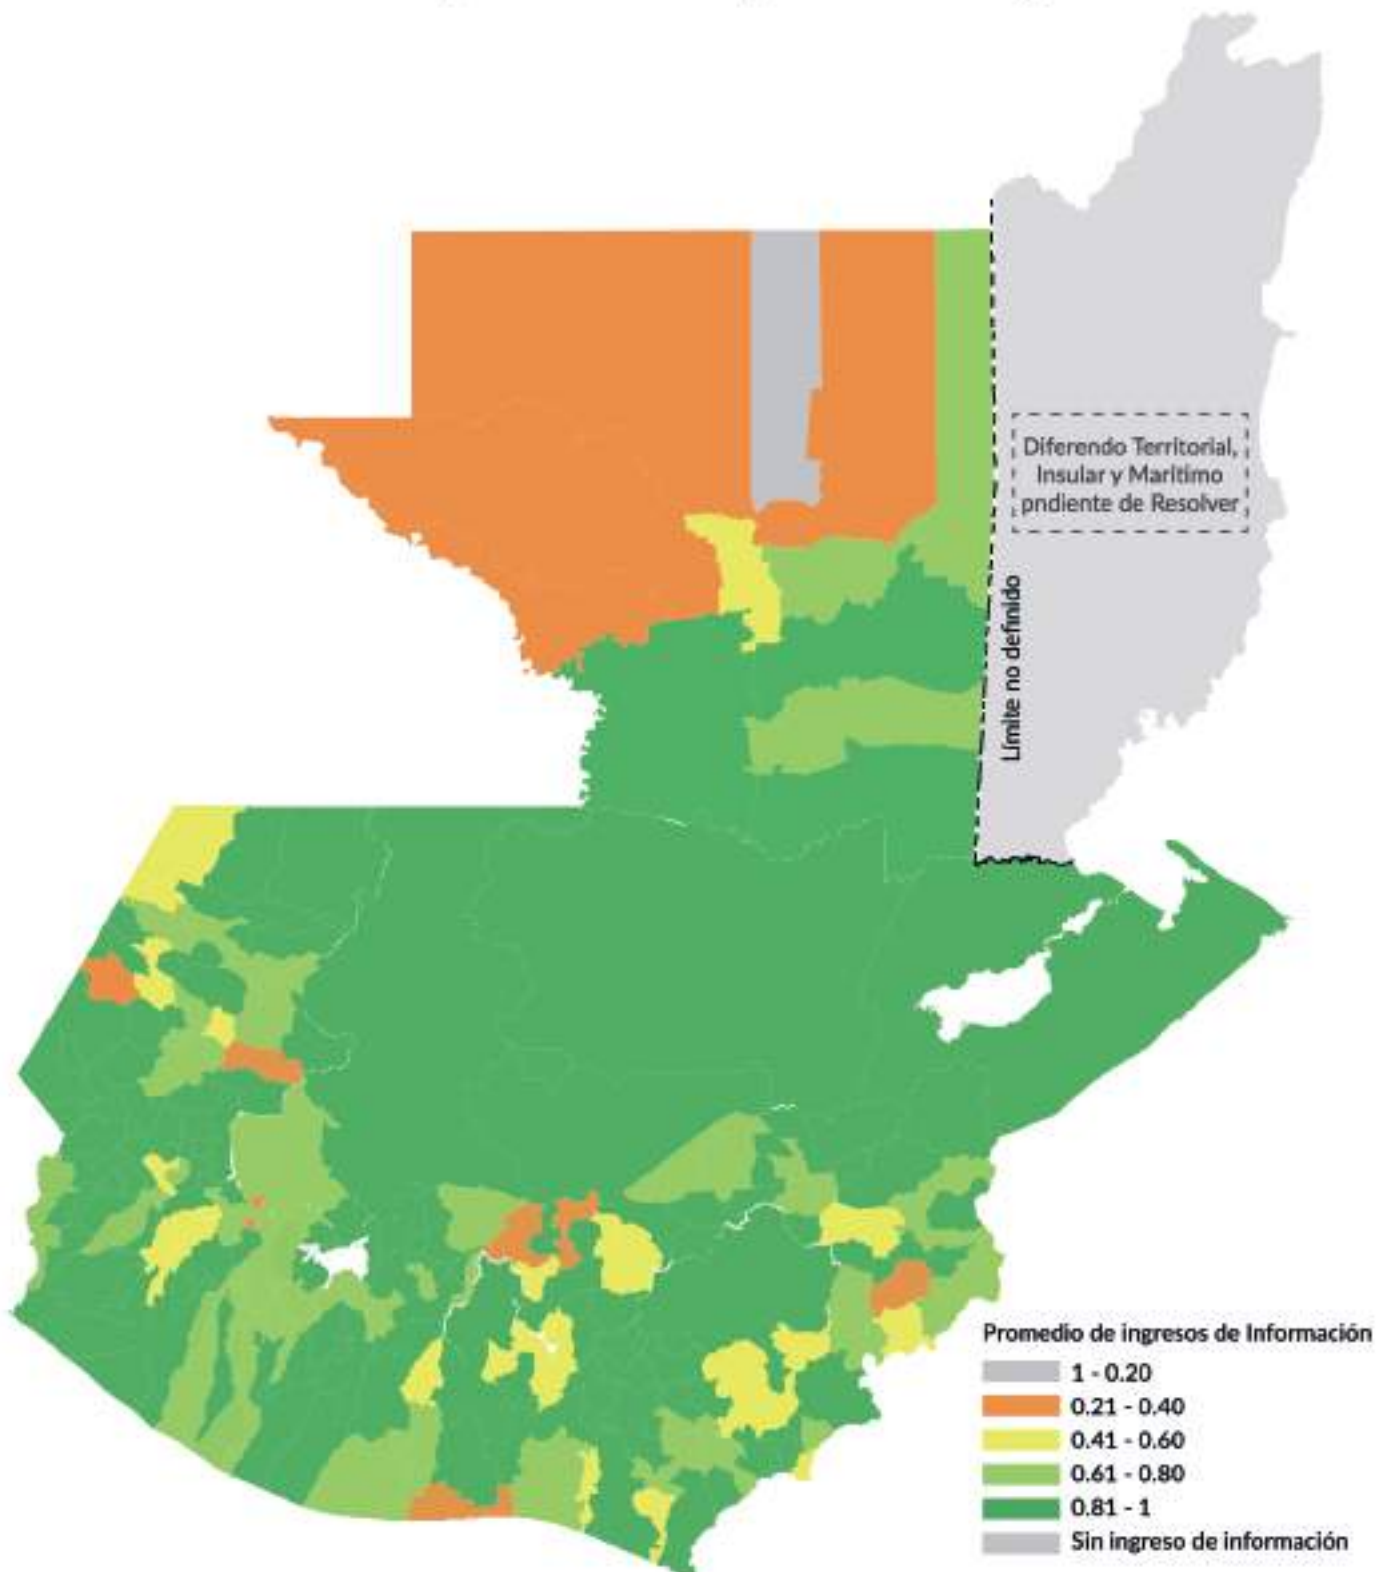 Diferendo Territorial,
Insular y Marítimo
pndiente de Resolver
Límite no definido
Promedio de ingresos de Información
1 - 0.20
0.21 - 0.40
0.41 - 0.60
0.61 - 0.80
0.81 - 1
Sin ingreso de información